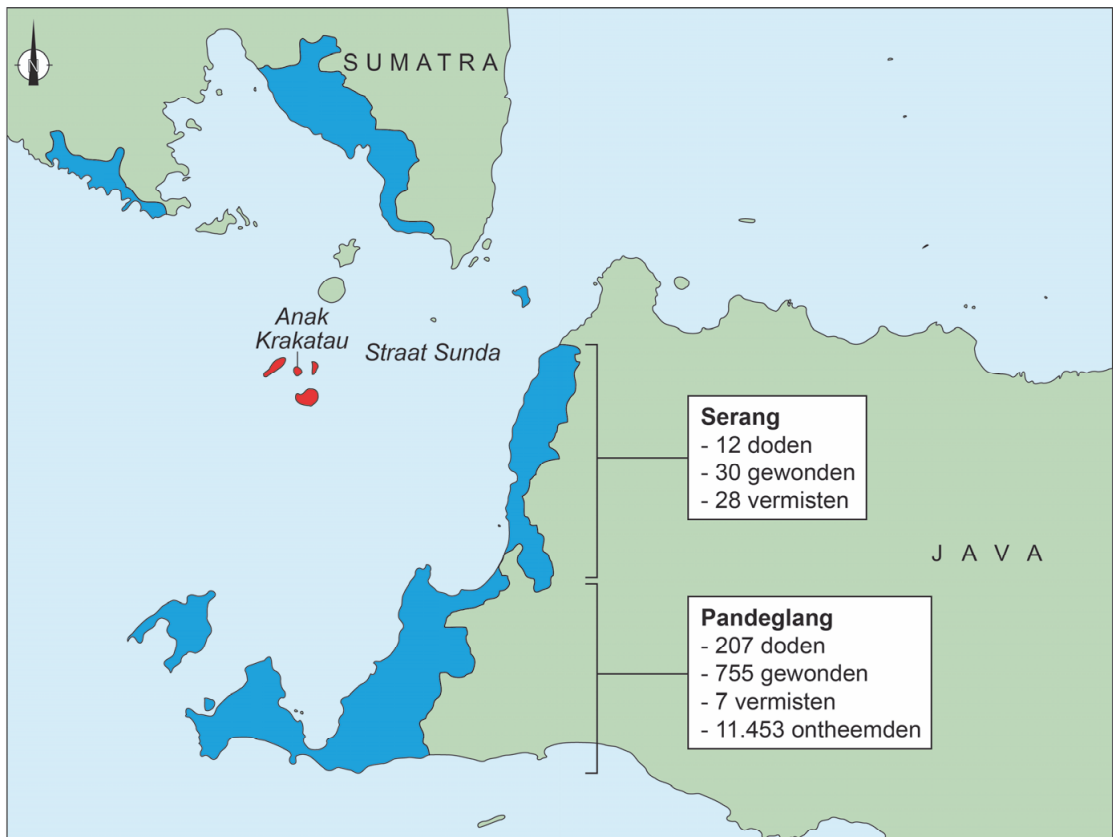 N
SUMATRA
Anak
Krakatau
Straat Sunda
Serang
- 12 doden
- 30 gewonden
- 28 vermisten
JAVA
Pandeglang
- 207 doden
- 755 gewonden
- 7 vermisten
- 11.453 ontheemden